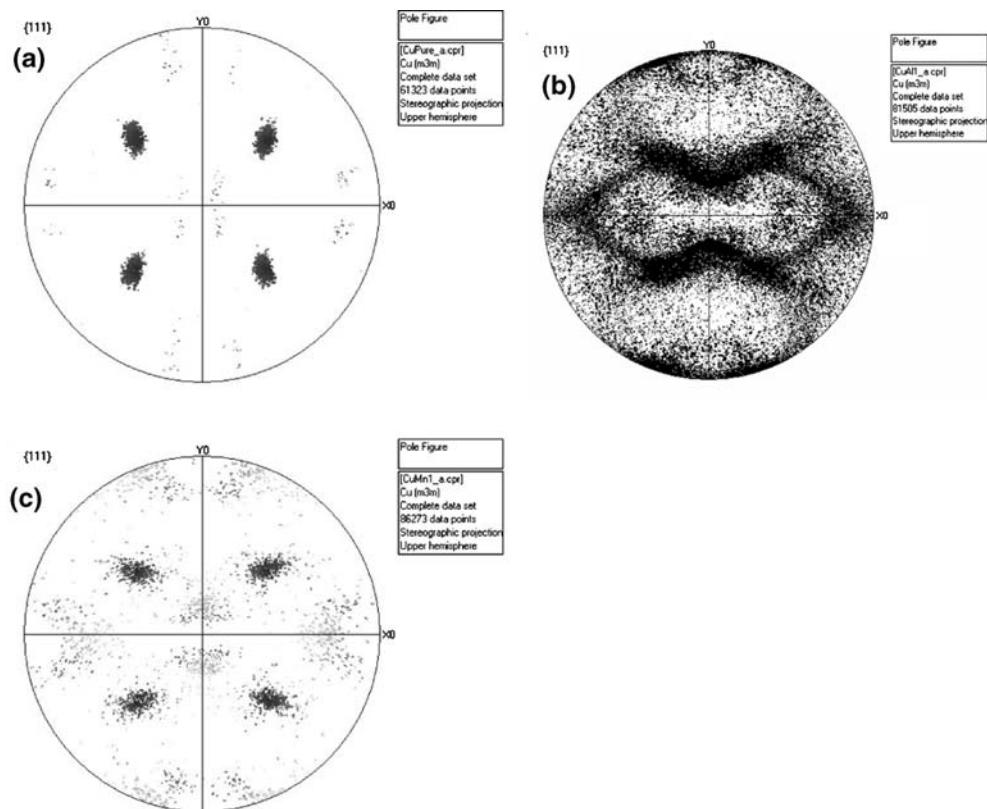 (a)
{111}
Y0
X0
Pole Figure
[CuPure_a.cpr]
Cu (m3m)
Complete data set
61323 data points
Stereographic projection
Upper hemisphere
(b)
{111}
Y0
X0
Pole Figure
[CuAl1_a.cpr]
Cu (m3m)
Complete data set
81505 data points
Stereographic projection
Upper hemisphere
(c)
{111}
Y0
X0
Pole Figure
[CuMn1_a.cpr]
Cu (m3m)
Complete data set
86273 data points
Stereographic projection
Upper hemisphere